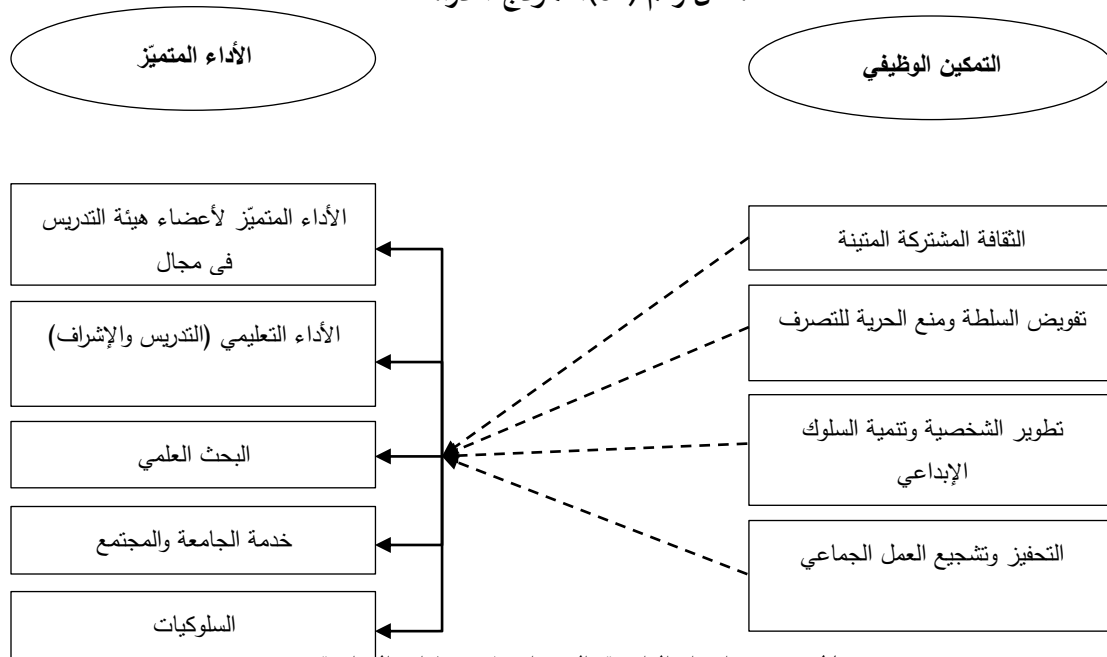 التمكين الوظيفي
الأداء المتميّز
الثقافة المشتركة المتينة
تفويض السلطة ومنع الحرية للتصرف
تطوير الشخصية وتنمية السلوك
الإبداعي
التحفيز وتشجيع العمل الجماعي
الأداء المتميّز لأعضاء هيئة التدريس
فى مجال
الأداء التعليمي (التدريس والإشراف)
البحث العلمي
خدمة الجامعة والمجتمع
السلوكيات